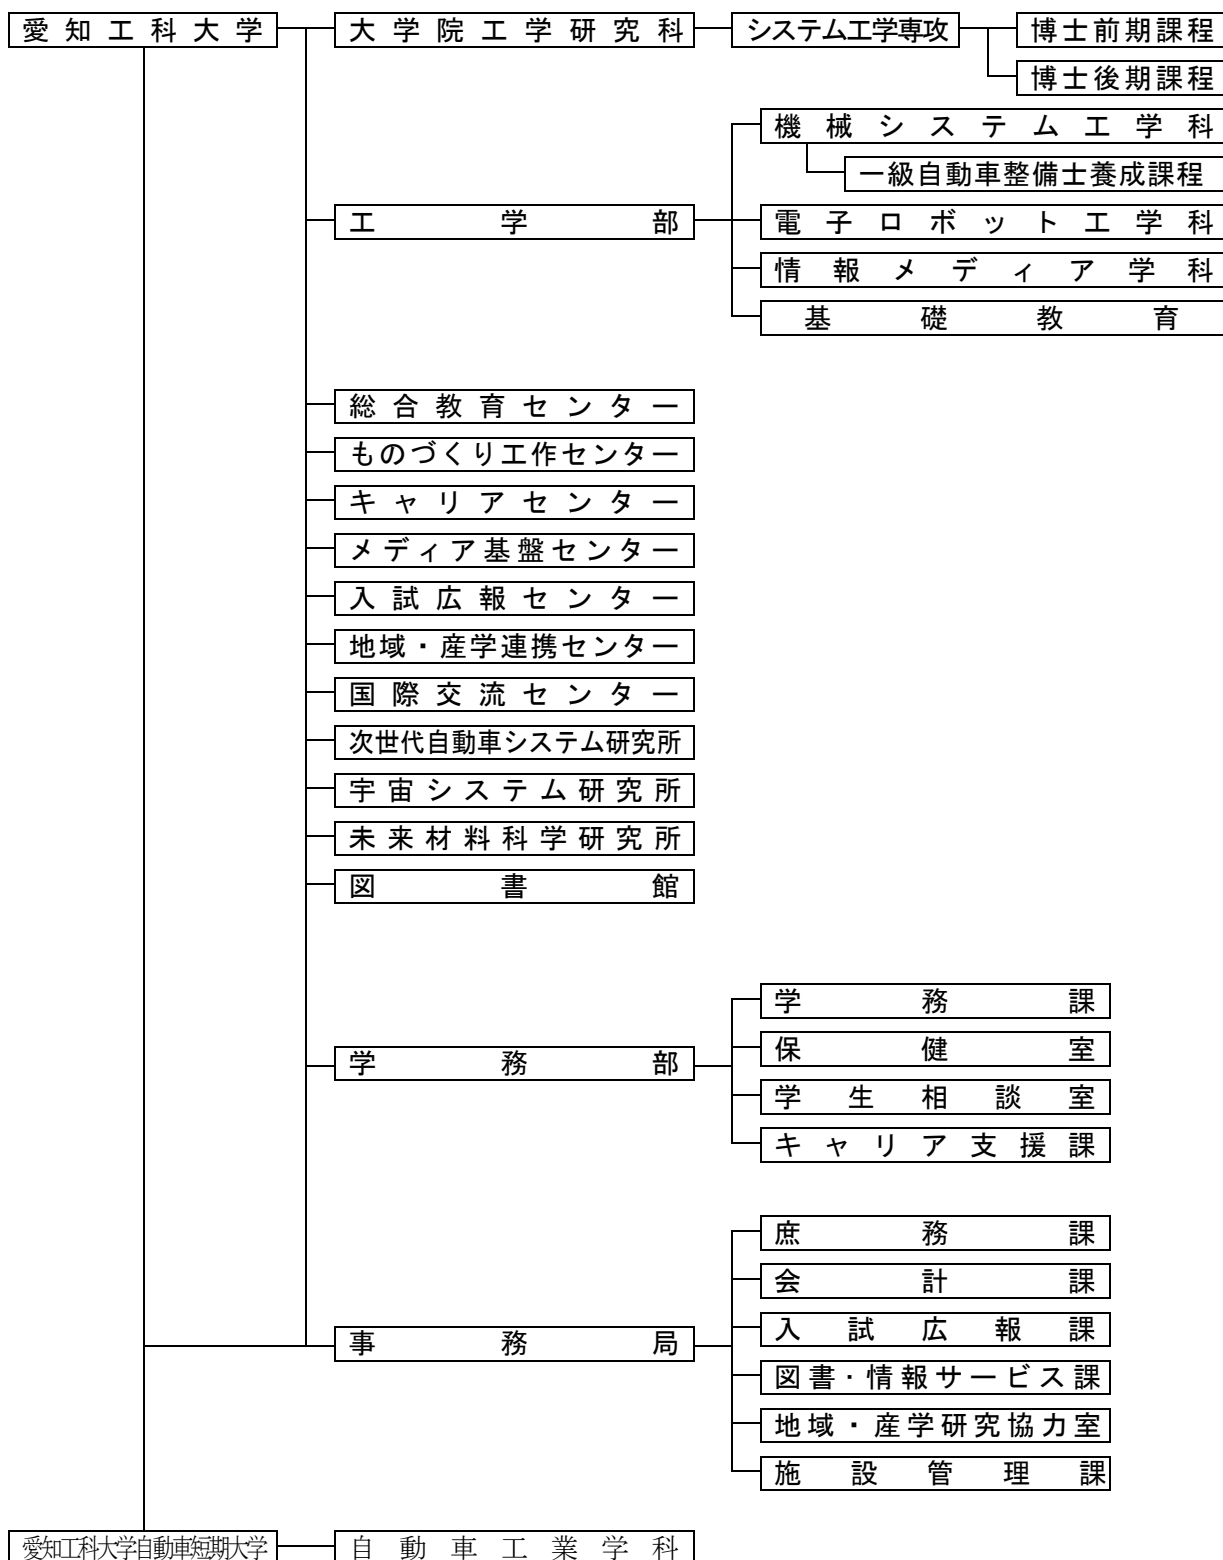 愛知工科大学
大学院工学研究科
システム工学専攻
博士前期課程
博士後期課程
機械システム工学科
一級自動車整備士養成課程
工学部
電子ロボット工学科
情報メディア学科
基礎教育
総合教育センター
ものづくり工作センター
キャリアセンター
メディア基盤センター
入試広報センター
地域・産学連携センター
国際交流センター
次世代自動車システム研究所
宇宙システム研究所
未来材料科学研究所
図書館
学務課
保健室
学務部
学生相談室
キャリア支援課
庶務課
会計課
入試広報課
事務局
図書・情報サービス課
地域・産学研究協力室
施設管理課
愛知工科大学自動車短期大学
自動車工業学科